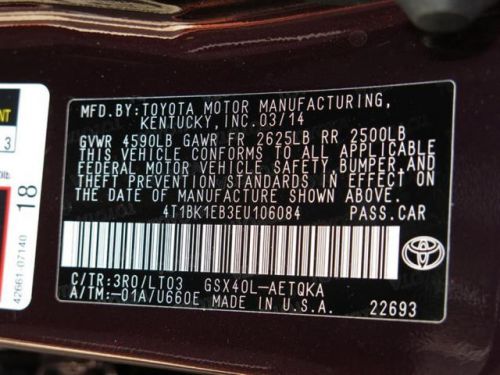 MFD.BY:TOYOTA MOTOR MANUFACTURING,
KENTUCKY, INC.03/14
GVWR 4590LB GAWR FR 2625LB RR 2500LB
THIS VEHICLE CONFORMS TO ALL APPLICABLE
FEDERAL MOTOR VEHICLE SAFETY,BUMPER,AND
THEFT PREVENTION STANDARDS IN EFFECT ON
THE DATE OF MANUFACTURE SHOWN ABOVE.
4T1BK1EB3EU106084 PASS.CAR
C/TR:3R0/LT03 GSX40L-AETQKA
A/TM:-01A/U660E MADE IN U.S.A. 22693
3
18
42661-07140